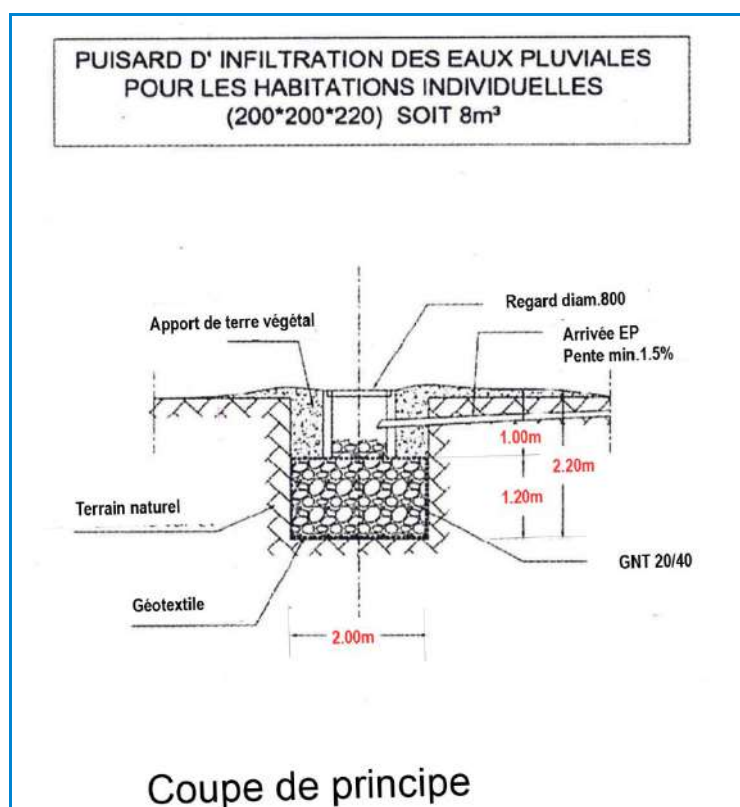 PUISARD D' INFILTRATION DES EAUX PLUVIALES
POUR LES HABITATIONS INDIVIDUELLES
(200*200*220) SOIT 8m³
Regard diam.800
Apport de terre végétal
Arrivée EP
Pente min.1.5%
1.00m
2.20m
1.20m
Terrain naturel
GNT 20/40
Géotextile
2.00m
Coupe de principe